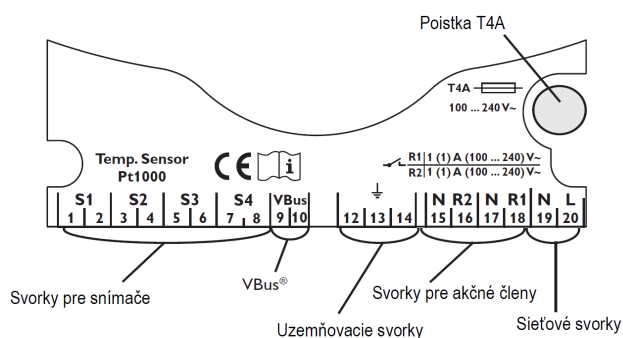 Poistka T4A
T4A
100 ... 240 V~
Temp. Sensor
Pt1000
CE
i
R1 1 (1) A (100 ... 240) V~
R2 1 (1) A (100 ... 240) V~
S1 S2 S3 S4 VBus N R2 N R1 N L
1 2 3 4 5 6 7 8 9 10 12 13 14 15 16 17 18 19 20
Svorky pre snímače
VBus®
Uzemňovacie svorky
Svorky pre akčné členy
Sieťové svorky